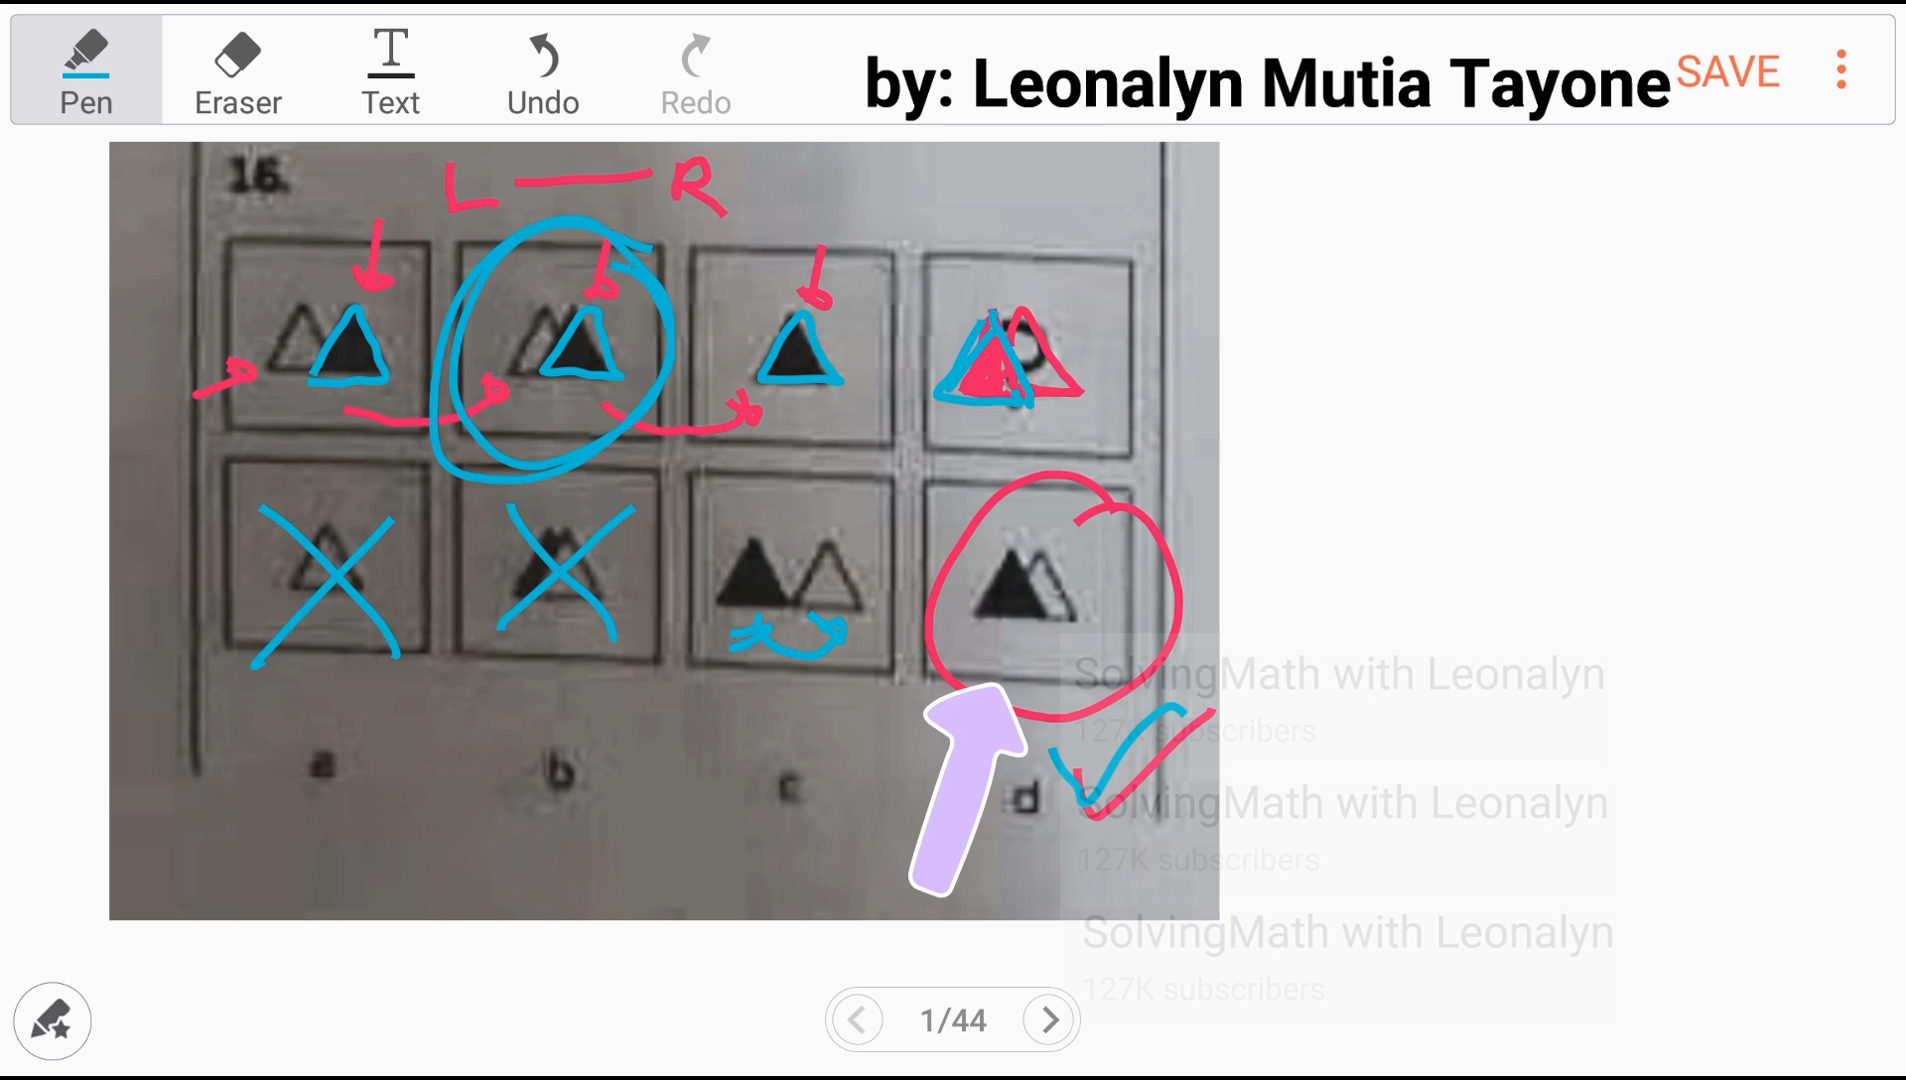 Pen
Eraser
Text
Undo
Redo
by: Leonalyn Mutia Tayone
SAVE
16.
L — R
?
a
b
c
d
SolvingMath with Leonalyn
127K subscribers
SolvingMath with Leonalyn
127K subscribers
SolvingMath with Leonalyn
127K subscribers
1/44